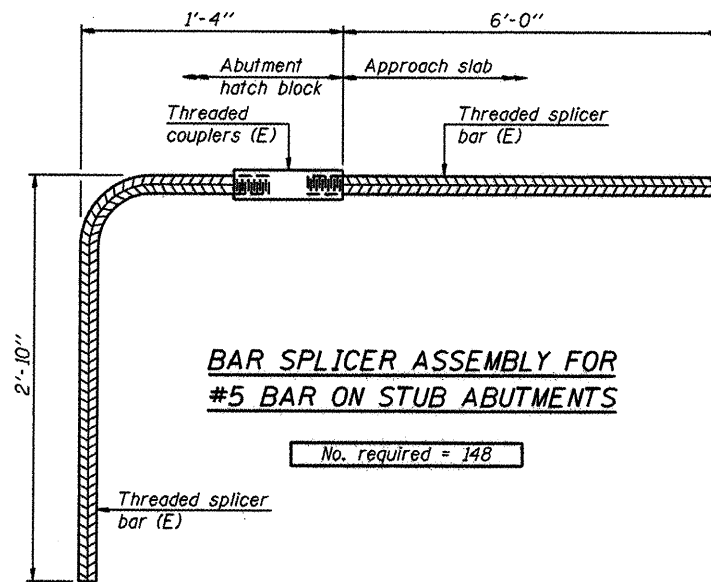 1'-4"
6'-0"
Abutment
hatch block
Approach slab
Threaded
couplers (E)
Threaded splicer
bar (E)
2'-10"
BAR SPLICER ASSEMBLY FOR
#5 BAR ON STUB ABUTMENTS
No. required = 148
Threaded splicer
bar (E)